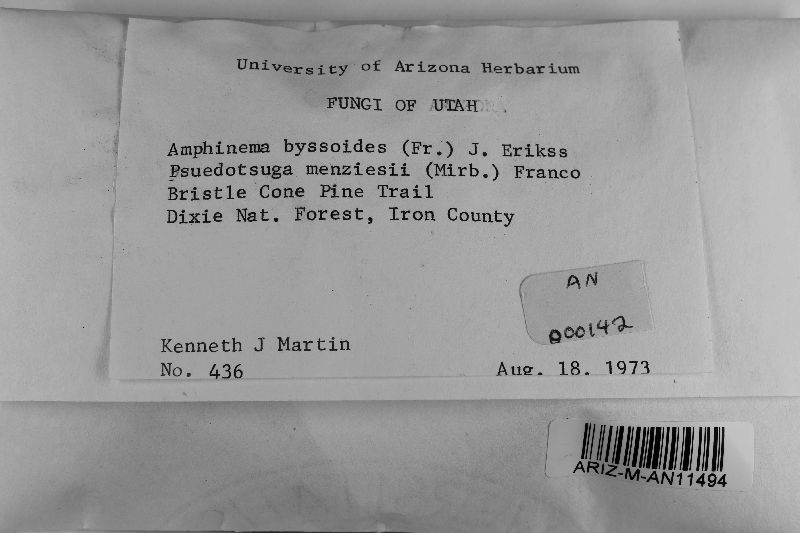 University of Arizona Herbarium
FUNGI OF UTAH
Amphinema byssoides (Fr.) J. Erikss
Psuedotsuga menziesii (Mirb.) Franco
Bristle Cone Pine Trail
Dixie Nat. Forest, Iron County
AN
000142
Kenneth J Martin
No. 436
Aug. 18. 1973
ARIZ-M-AN11494